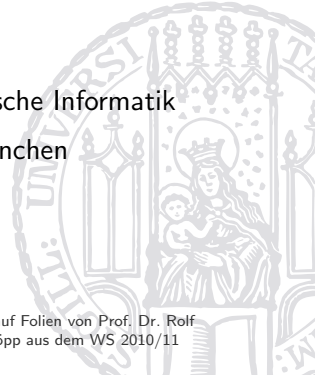 sche Informatik
nchen
uf Folien von Prof. Dr. Rolf
öpp aus dem WS 2010/11